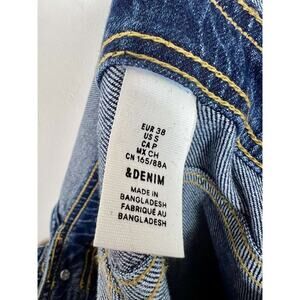 EUR 38
US S
CA P
MX CH
CN 165/88A
&DENIM
MADE IN
BANGLADESH
FABRIQUÉ AU
BANGLADESH